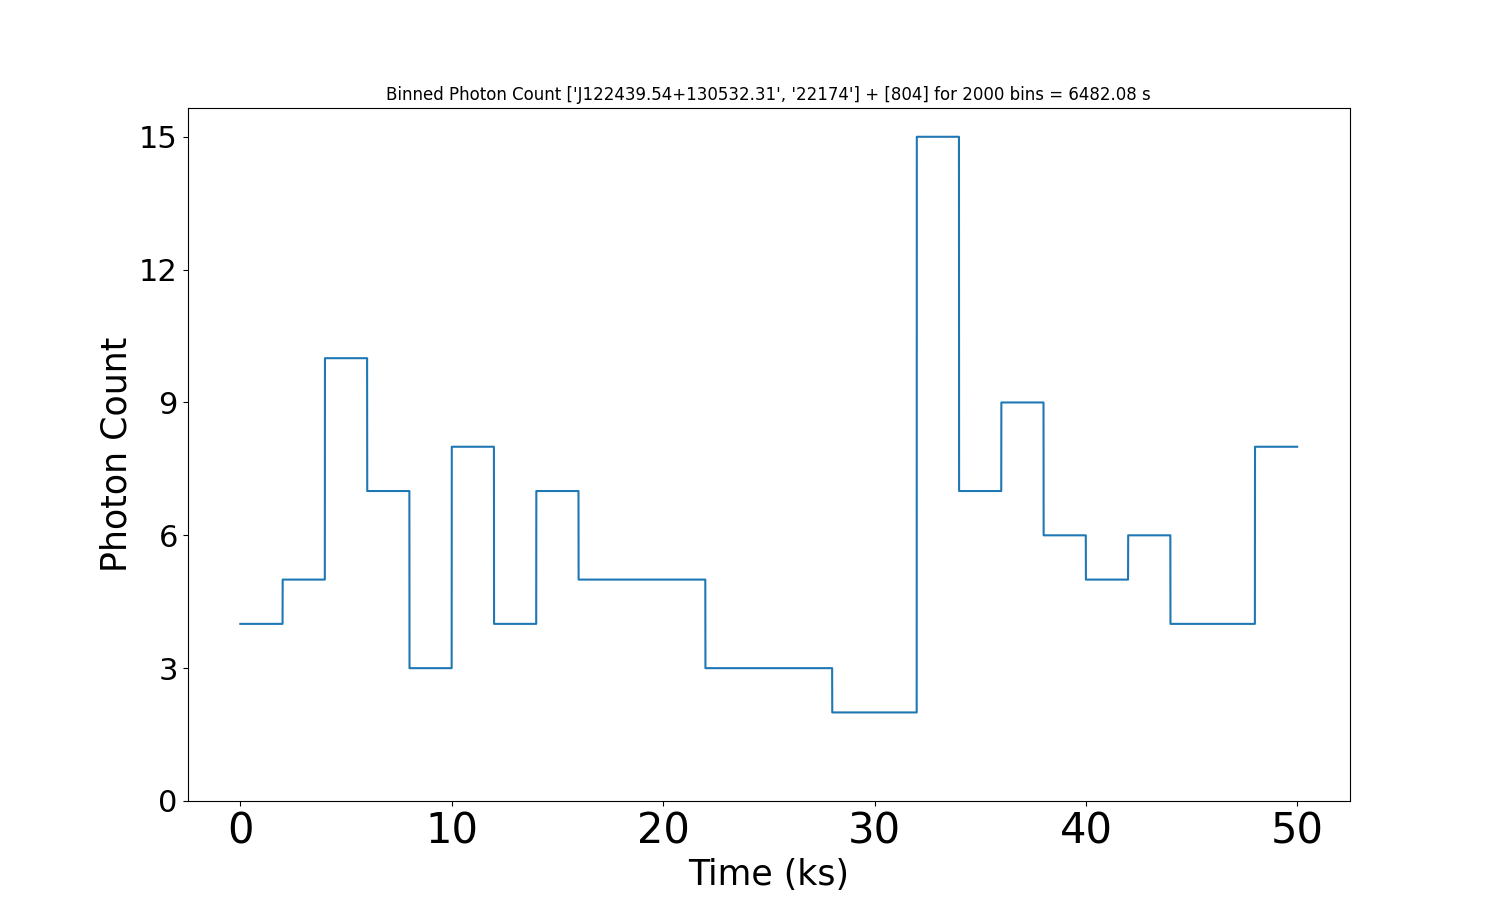 Binned Photon Count ['J122439.54+130532.31', '22174'] + [804] for 2000 bins = 6482.08 s
15
12
9
6
3
0
Photon Count
0 10 20 30 40 50
Time (ks)